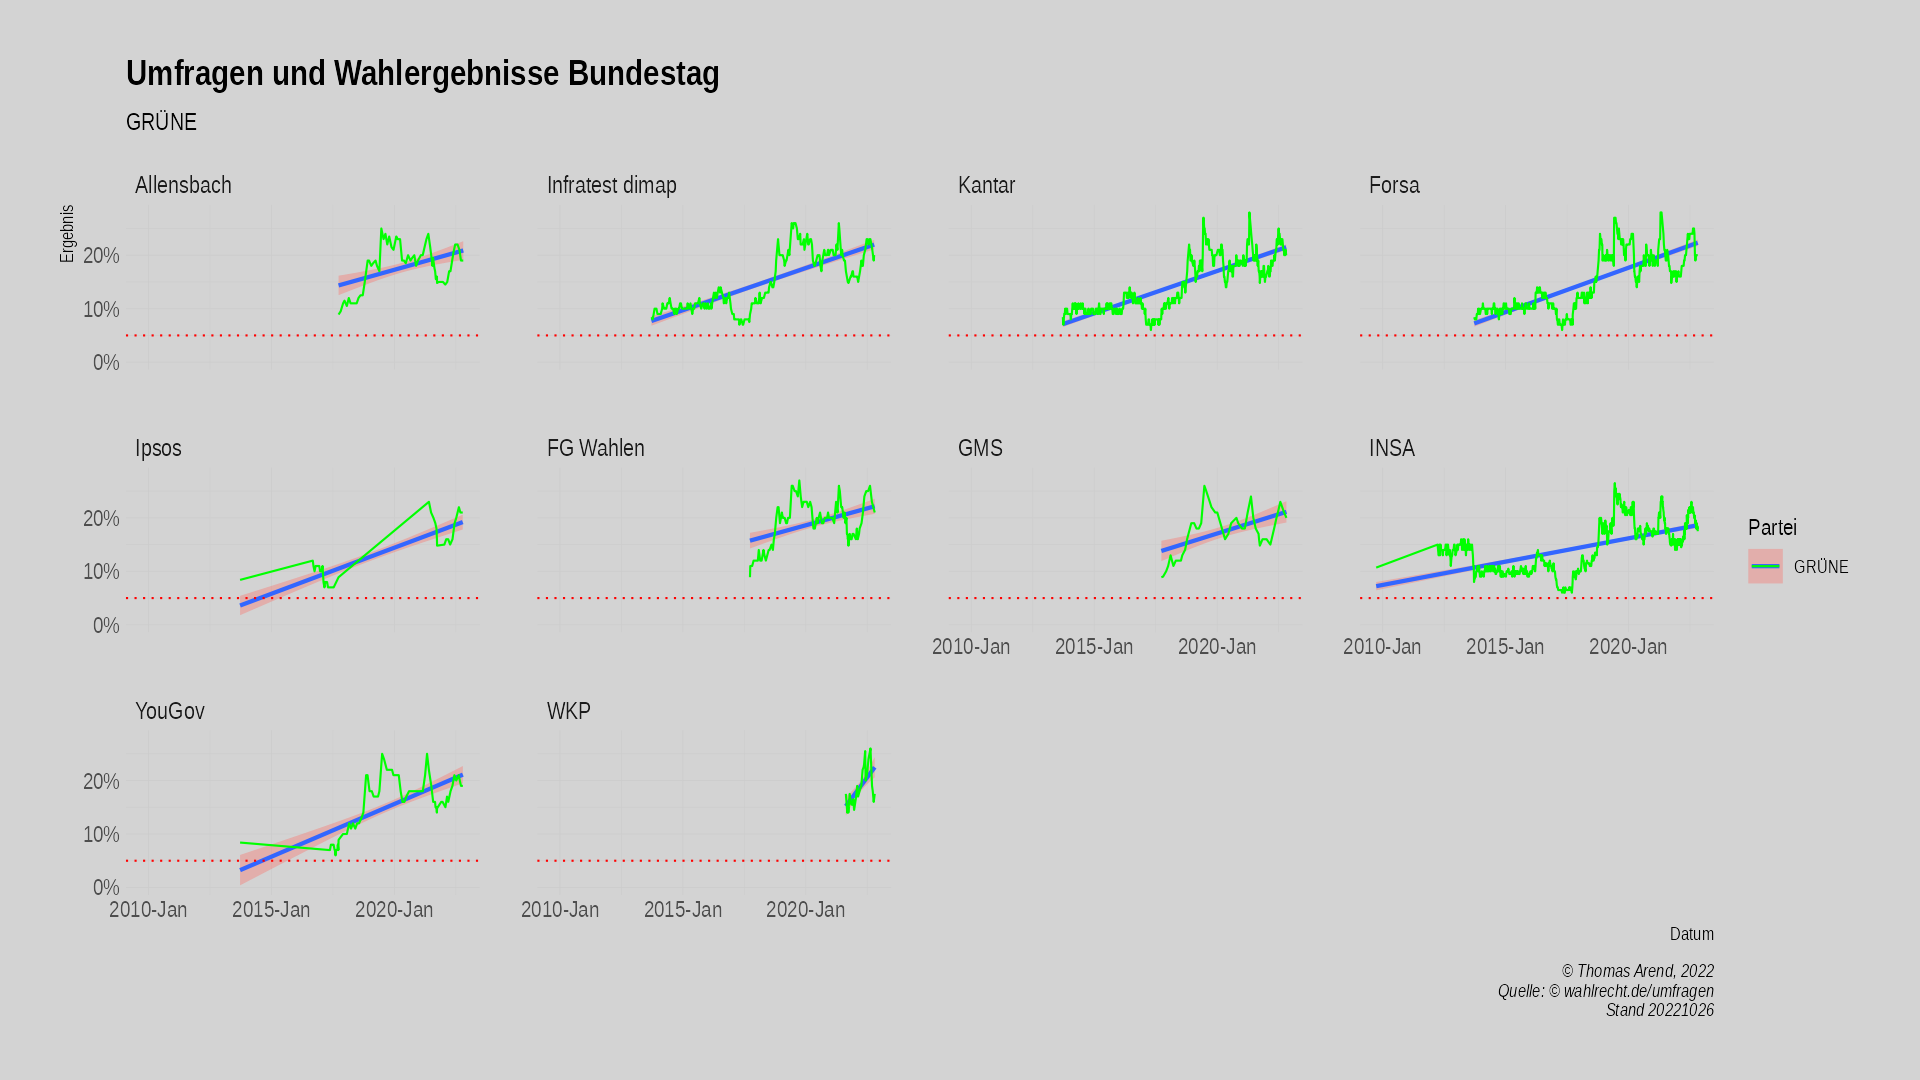 Umfragen und Wahlergebnisse Bundestag
GRÜNE
Ergebnis
Allensbach
Infratest dimap
Kantar
Forsa
20%
10%
0%
Ipsos
FG Wahlen
GMS
INSA
20%
10%
0%
2010-Jan
2015-Jan
2020-Jan
2010-Jan
2015-Jan
2020-Jan
YouGov
WKP
20%
10%
0%
2010-Jan
2015-Jan
2020-Jan
2010-Jan
2015-Jan
2020-Jan
Partei
GRÜNE
Datum
© Thomas Arend, 2022
Quelle: © wahlrecht.de/umfragen
Stand 20221026